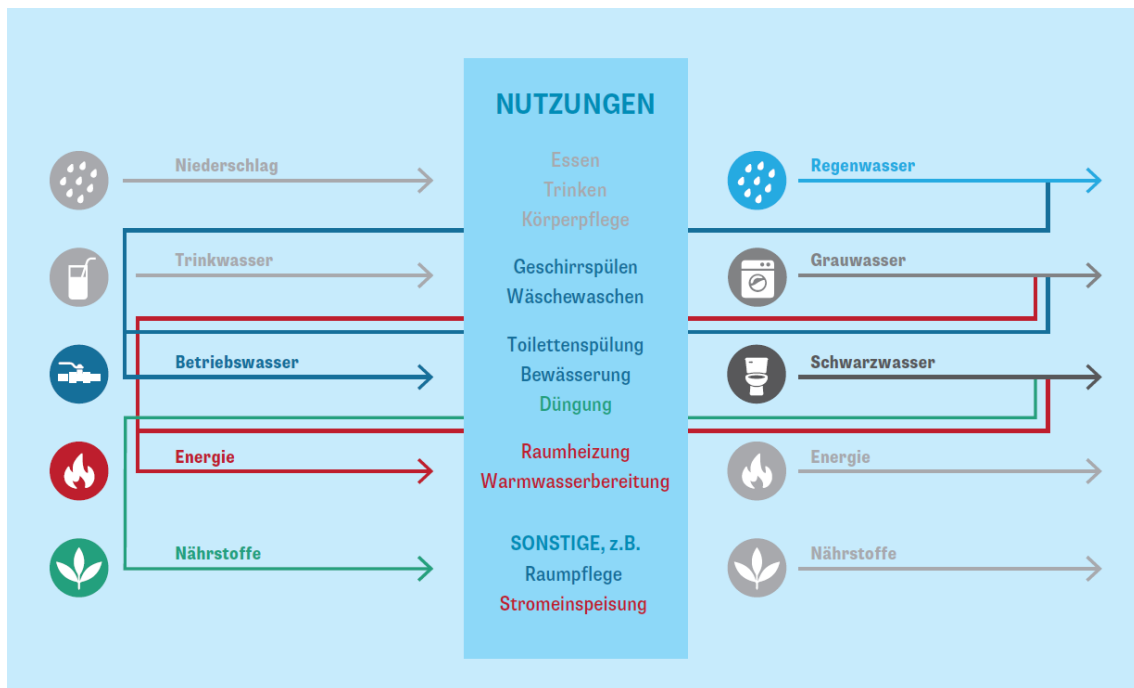 NUTZUNGEN
Niederschlag
Trinkwasser
Betriebswasser
Energie
Nährstoffe
Essen
Trinken
Körperpflege
Geschirrspülen
Wäschewaschen
Toilettenspülung
Bewässerung
Düngung
Raumheizung
Warmwasserbereitung
SONSTIGE, z.B.
Raumpflege
Stromeinspeisung
Regenwasser
Grauwasser
Schwarzwasser
Energie
Nährstoffe